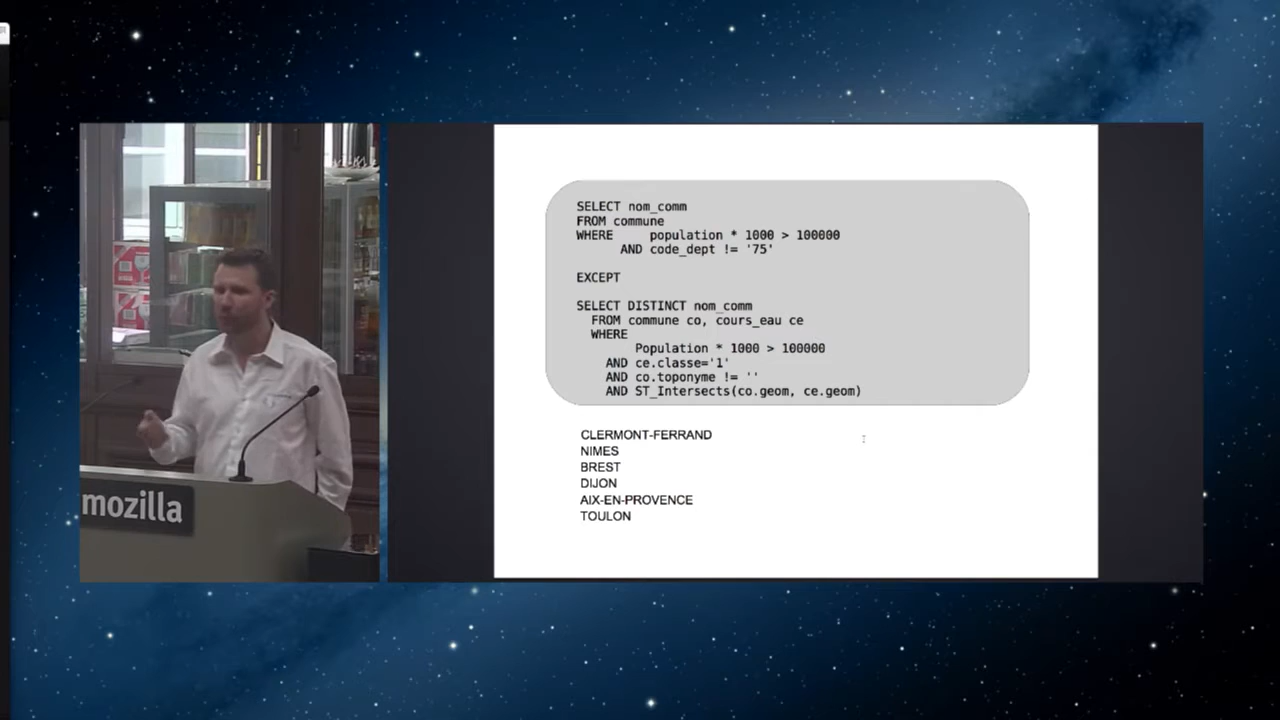 SELECT nom_comm
FROM commune
WHERE     population * 1000 > 100000
      AND code_dept != '75'
EXCEPT
SELECT DISTINCT nom_comm
  FROM commune co, cours_eau ce
  WHERE
        Population * 1000 > 100000
    AND ce.classe='1'
    AND co.toponyme != ''
    AND ST_Intersects(co.geom, ce.geom)
CLERMONT-FERRAND
NIMES
BREST
DIJON
AIX-EN-PROVENCE
TOULON
mozilla